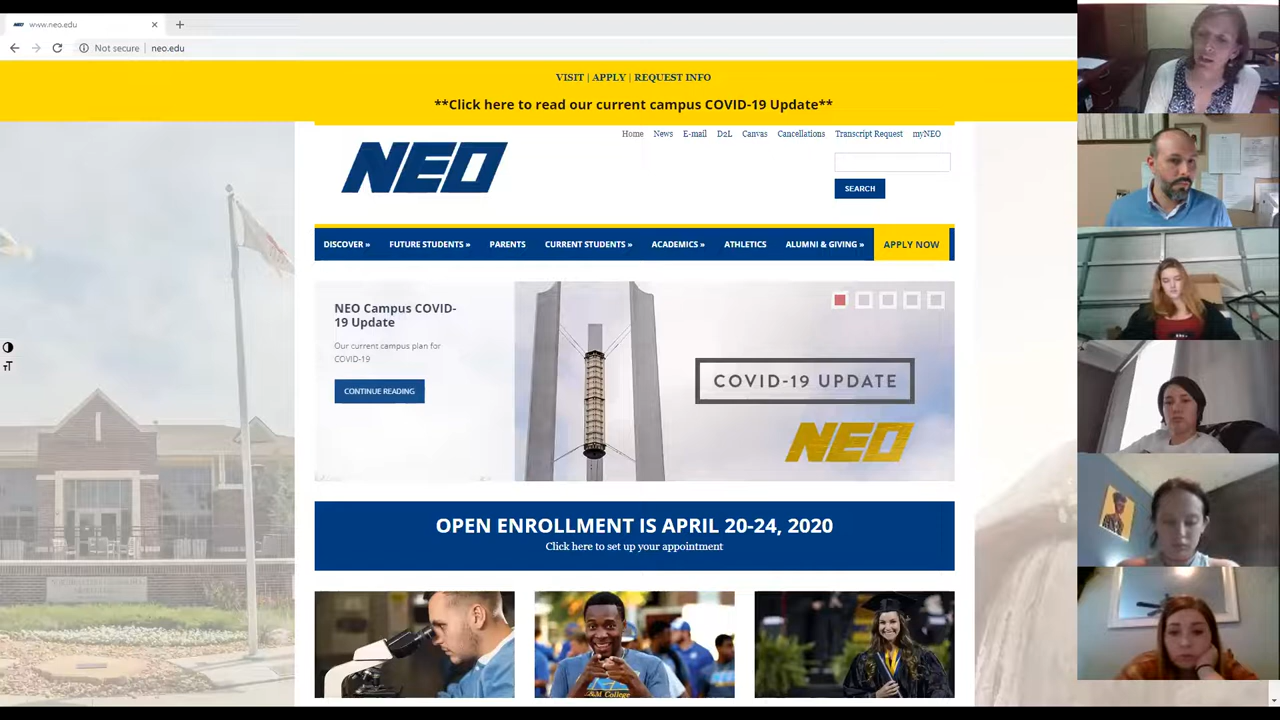 www.neo.edu
Not secure
neo.edu
VISIT | APPLY | REQUEST INFO
**Click here to read our current campus COVID-19 Update**
Home News E-mail D2L Canvas Cancellations Transcript Request myNEO
NEO
SEARCH
DISCOVER » FUTURE STUDENTS » PARENTS CURRENT STUDENTS » ACADEMICS » ATHLETICS ALUMNI & GIVING » APPLY NOW
NEO Campus COVID-
19 Update
Our current campus plan for
COVID-19
CONTINUE READING
COVID-19 UPDATE
NEO
OPEN ENROLLMENT IS APRIL 20-24, 2020
Click here to set up your appointment
&M College